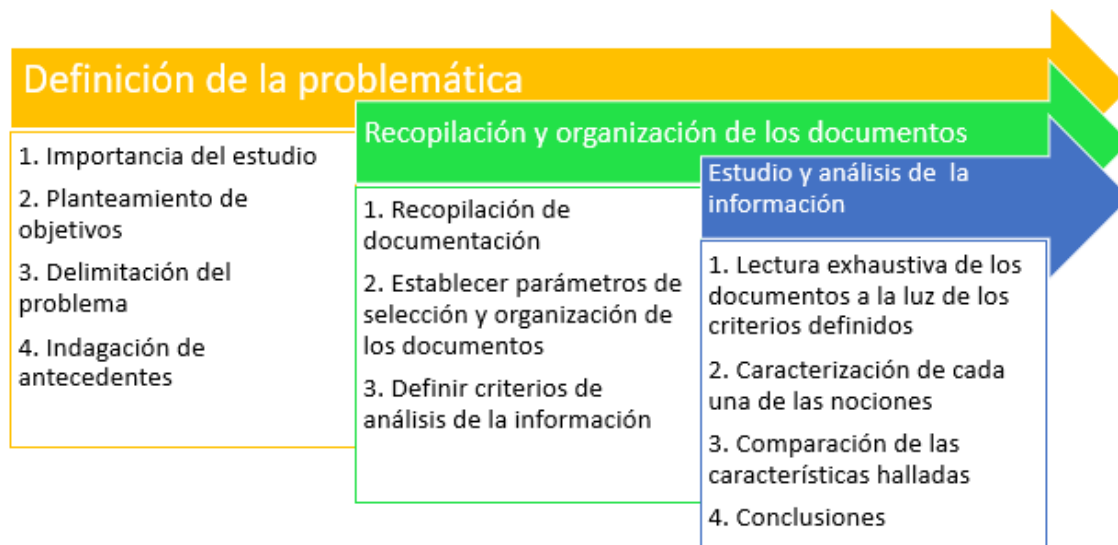 Definición de la problemática
1. Importancia del estudio
2. Planteamiento de
objetivos
3. Delimitación del
problema
4. Indagación de
antecedentes
Recopilación y organización de los documentos
1. Recopilación de
documentación
2. Establecer parámetros de
selección y organización de
los documentos
3. Definir criterios de
análisis de la información
Estudio y análisis de  la
información
1. Lectura exhaustiva de los
documentos a la luz de los
criterios definidos
2. Caracterización de cada
una de las nociones
3. Comparación de las
características halladas
4. Conclusiones